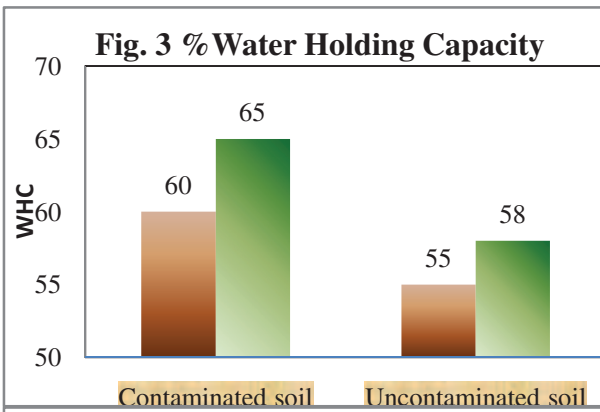 Fig. 3 % Water Holding Capacity
70
65
60
55
50
WHC
60
65
55
58
Contaminated soil
Uncontaminated soil